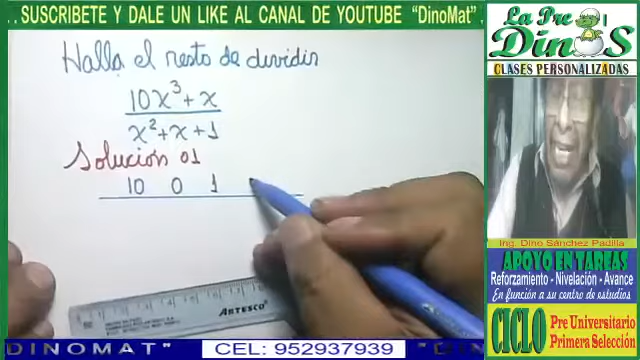 . . SUSCRIBETE Y DALE UN LIKE AL CANAL DE YOUTUBE “DinoMat”.
La Pre
DinoS
CLASES PERSONALIZADAS
Halla el resto de dividir
10x³ + x
x² + x + 1
Solución 01
10 0 1
ARTESCO
Ing. Dino Sánchez Padilla
APOYO EN TAREAS
Reforzamiento - Nivelación - Avance
En función a su centro de estudios
CICLO
Pre Universitario
Primera Selección
DINOMAT"
CEL: 952937939